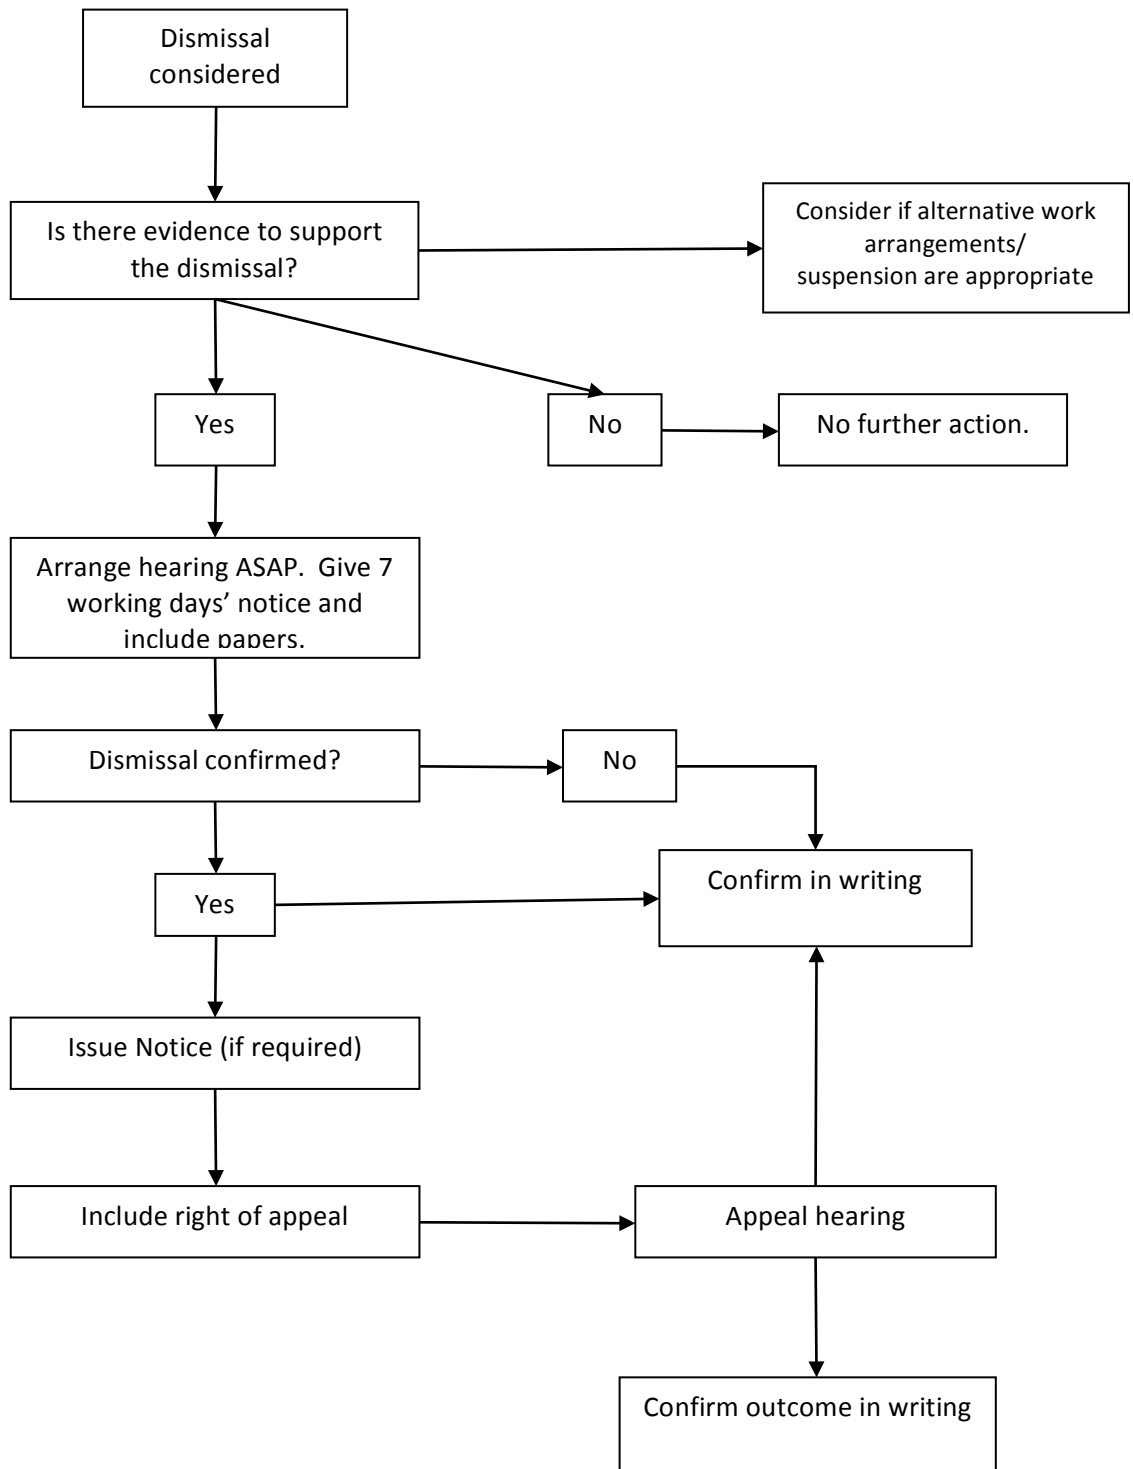 Dismissal
considered
Is there evidence to support
the dismissal?
Consider if alternative work
arrangements/
suspension are appropriate
Yes
No
No further action.
Arrange hearing ASAP.  Give 7
working days’ notice and
include papers.
Dismissal confirmed?
No
Confirm in writing
Yes
Issue Notice (if required)
Include right of appeal
Appeal hearing
Confirm outcome in writing